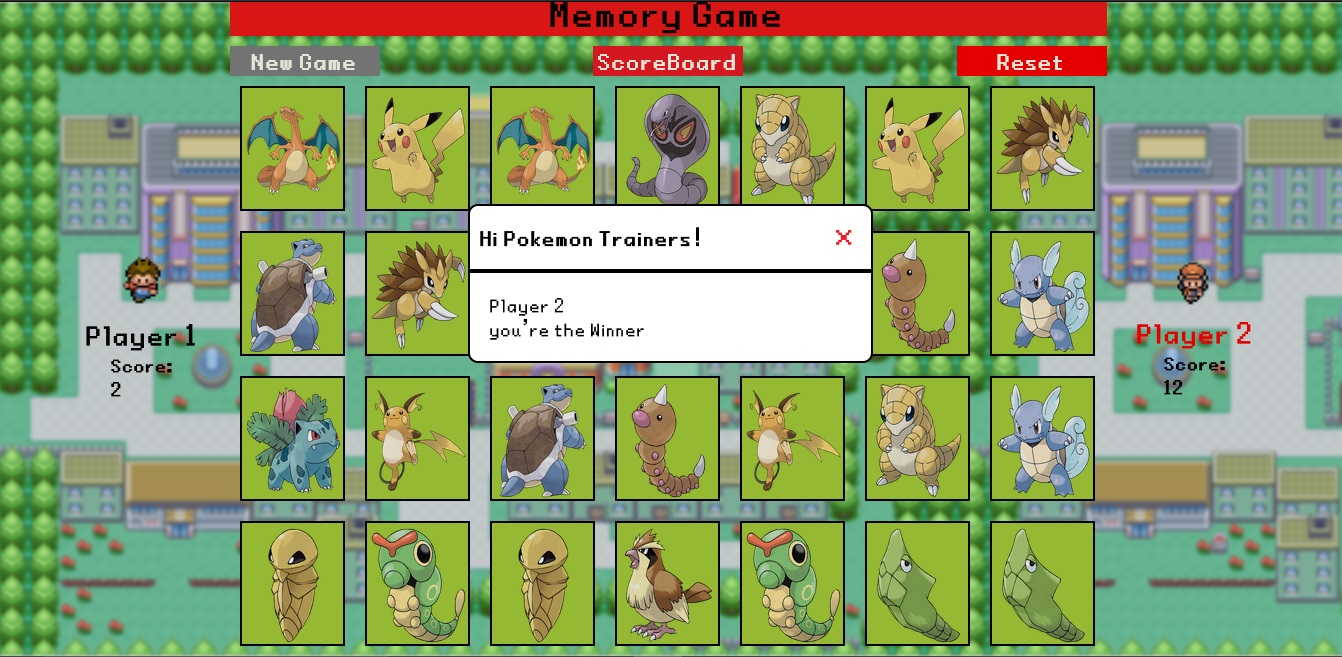 Memory Game
New Game
ScoreBoard
Reset
Hi Pokemon Trainers!
X
Player 2
you're the Winner
Player 1
Score:
2
Player 2
Score:
12